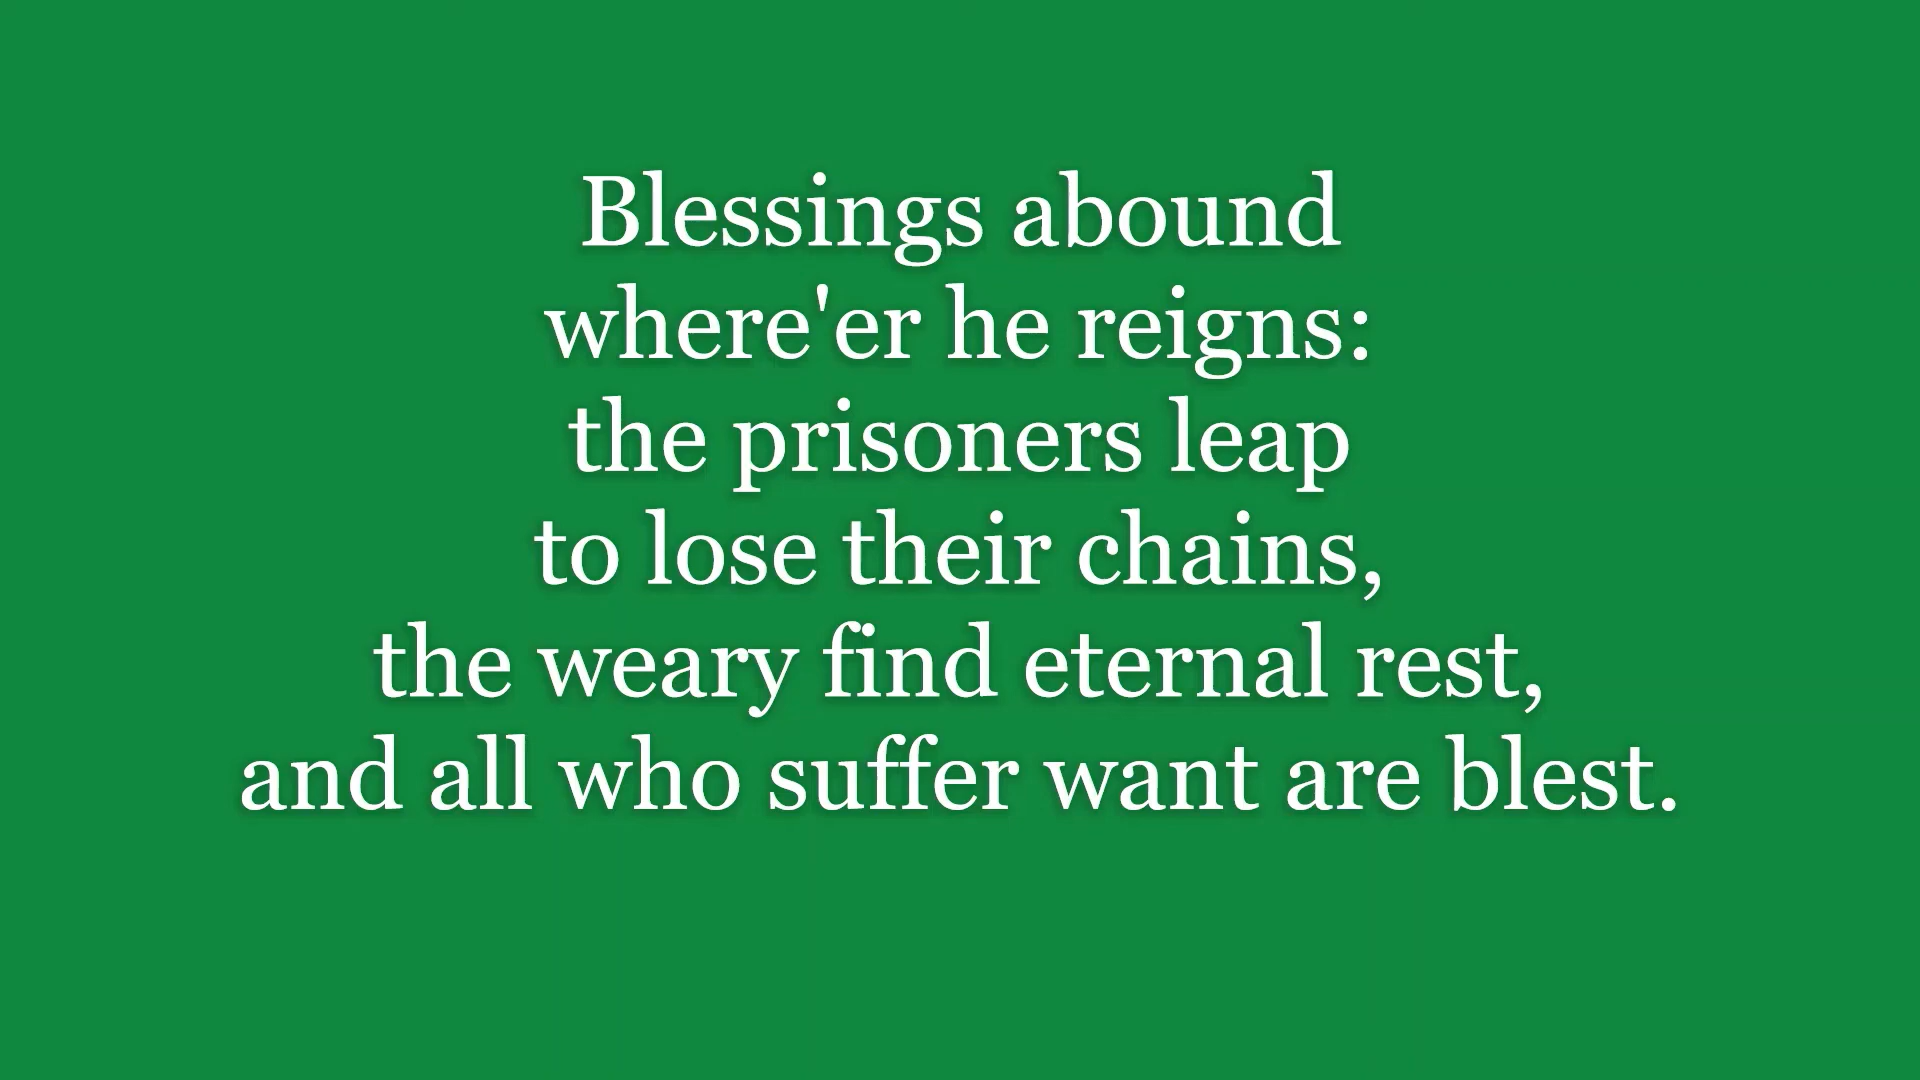 Blessings abound
where'er he reigns:
the prisoners leap
to lose their chains,
the weary find eternal rest,
and all who suffer want are blest.